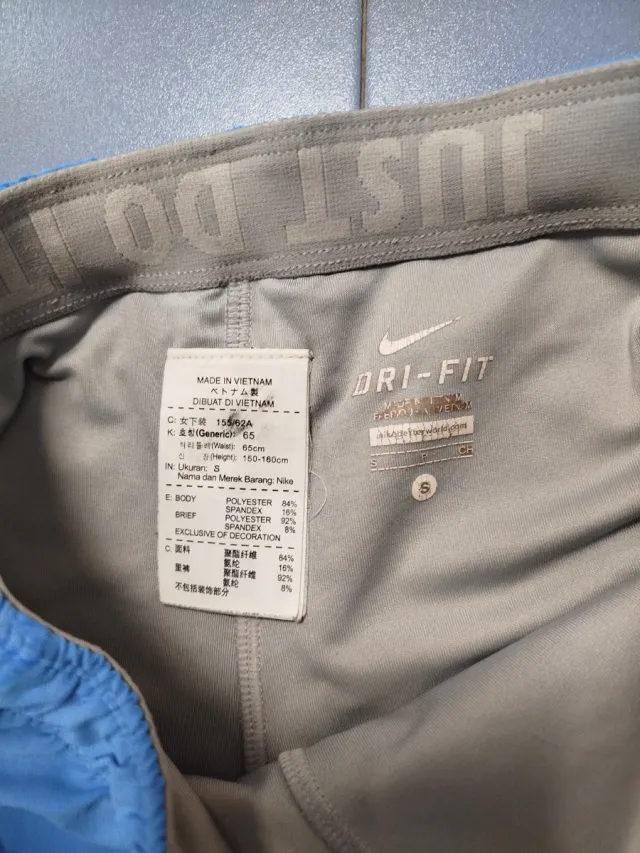 JUST DO IT
MADE IN VIETNAM
ベトナム製
DIBUAT DI VIETNAM
C: 女下装 155/62A
K: 호칭(Generic): 65
허리둘레(Waist): 65cm
신 장(Height): 150-160cm
IN: Ukuran: S
Nama dan Merek Barang: Nike
E: BODY POLYESTER 84%
SPANDEX 16%
BRIEF POLYESTER 92%
SPANDEX 8%
EXCLUSIVE OF DECORATION
C: 面料 聚酯纤维 84%
氨纶 16%
里裤 聚酯纤维 92%
氨纶 8%
不包括装饰部分
DRI-FIT
S P CH
S